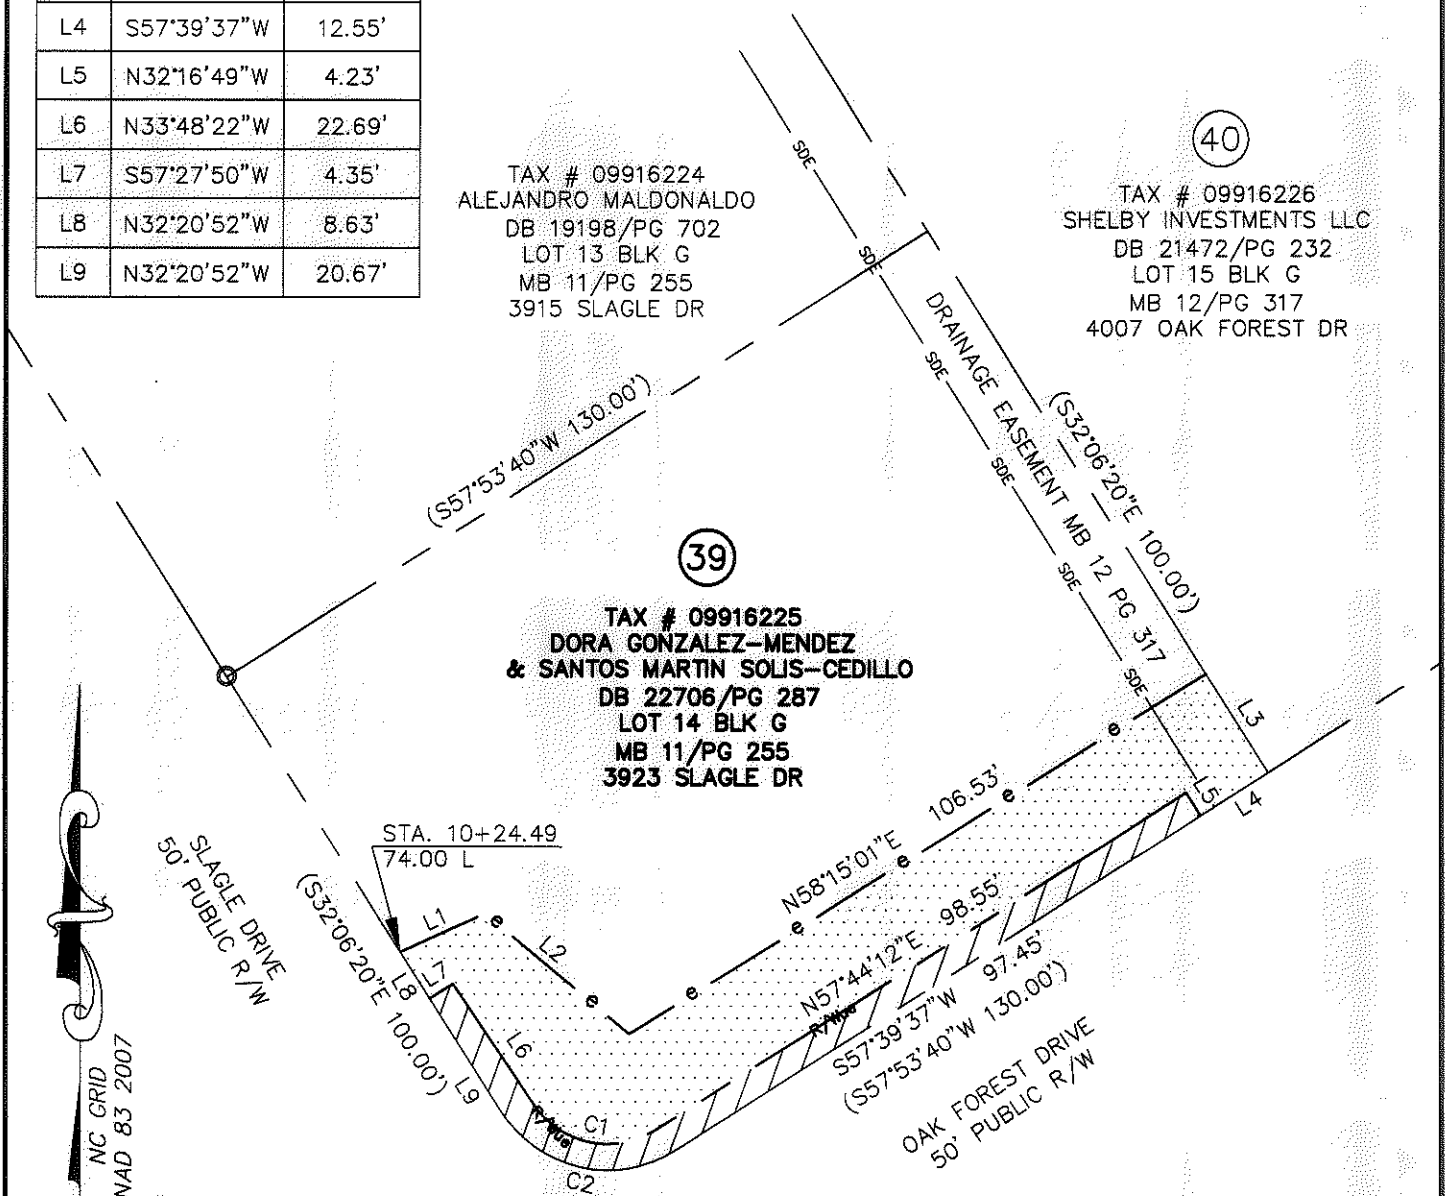 L4 S57°39'37"W 12.55'
L5 N32°16'49"W 4.23'
L6 N33°48'22"W 22.69'
L7 S57°27'50"W 4.35'
L8 N32°20'52"W 8.63'
L9 N32°20'52"W 20.67'
TAX # 09916224
ALEJANDRO MALDONALDO
DB 19198/PG 702
LOT 13 BLK G
MB 11/PG 255
3915 SLAGLE DR
40
TAX # 09916226
SHELBY INVESTMENTS LLC
DB 21472/PG 232
LOT 15 BLK G
MB 12/PG 317
4007 OAK FOREST DR
SDE
SDE
SDE
SDE
SDE
SDE
DRAINAGE EASEMENT MB 12 PG 317
(S32°06'20"E 100.00')
(S57°53'40"W 130.00')
39
TAX # 09916225
DORA GONZALEZ-MENDEZ
& SANTOS MARTIN SOLIS-CEDILLO
DB 22706/PG 287
LOT 14 BLK G
MB 11/PG 255
3923 SLAGLE DR
L3
L5
L4
STA. 10+24.49
74.00 L
SLAGLE DRIVE
50' PUBLIC R/W
(S32°06'20"E 100.00')
L1
e
L2
e
e
e
e
e
e
N58°15'01"E 106.53'
L8
L7
L6
L9
N57°44'12"E 98.55'
S57°39'37"W 97.45'
(S57°53'40"W 130.00')
OAK FOREST DRIVE
50' PUBLIC R/W
C1
C2
NC GRID
NAD 83 2007